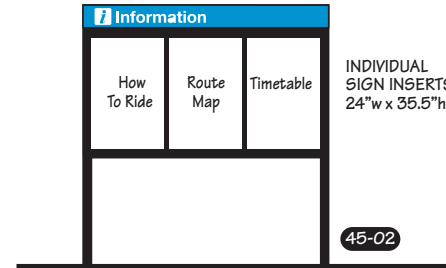 i Information
How
To Ride
Route
Map
Timetable
INDIVIDUAL
SIGN INSERTS
24"w x 35.5"h
45-02